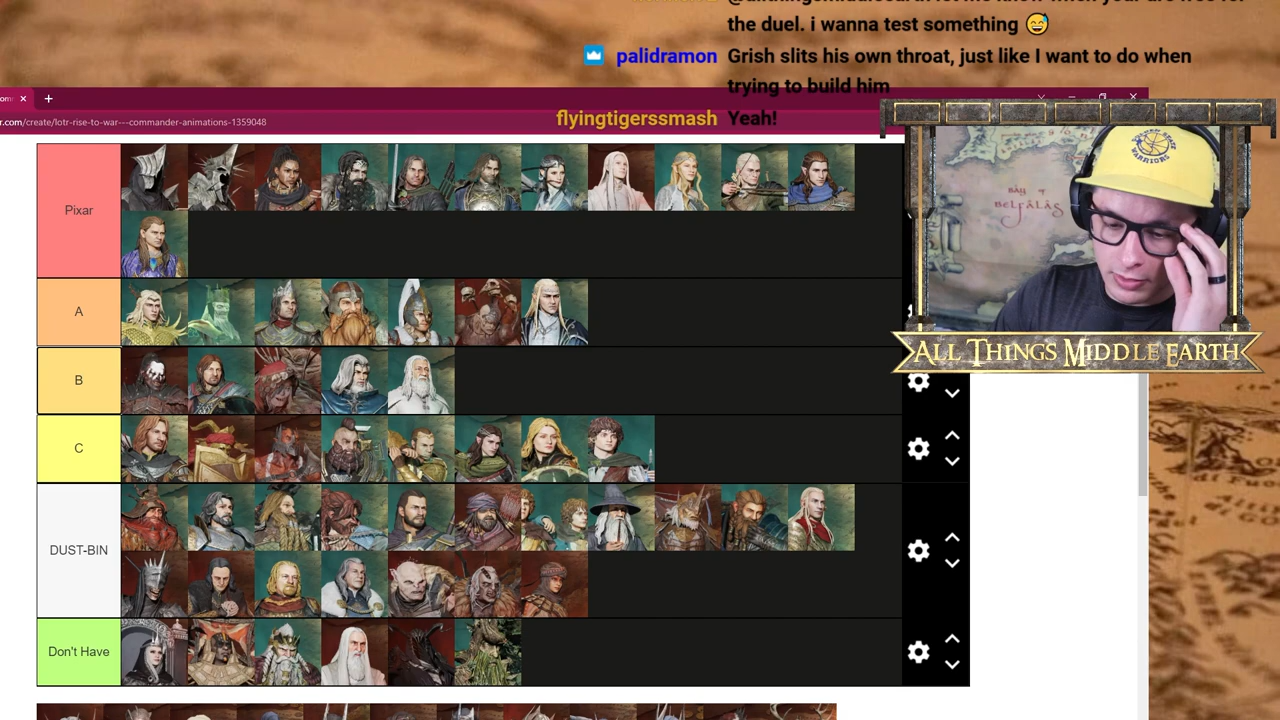 the duel. i wanna test something
palidramon Grish slits his own throat, just like I want to do when
trying to build him
flyingtigerssmash Yeah!
r.com/create/lotr-rise-to-war---commander-animations-1359048
Pixar
A
B
C
DUST-BIN
Don't Have
BELFALAS
ALL THINGS MIDDLE EARTH